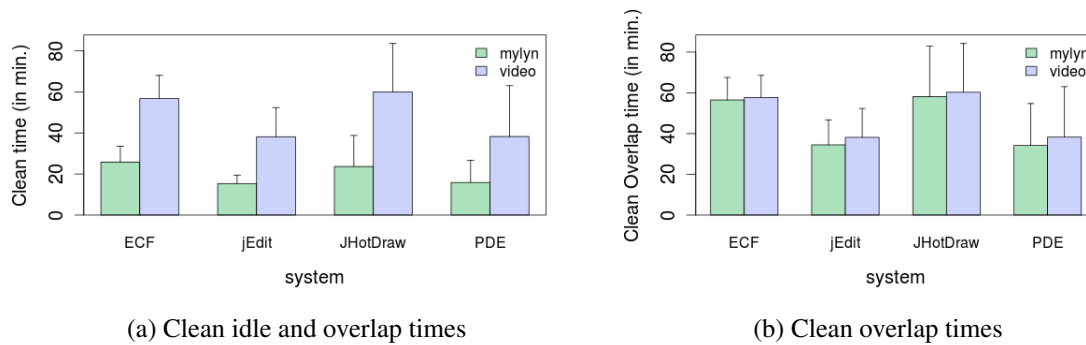 Clean time (in min.)
0
20
40
60
80
mylyn
video
ECF
jEdit
JHotDraw
PDE
system
(a) Clean idle and overlap times
Clean Overlap time (in min.)
0
20
40
60
80
mylyn
video
ECF
jEdit
JHotDraw
PDE
system
(b) Clean overlap times